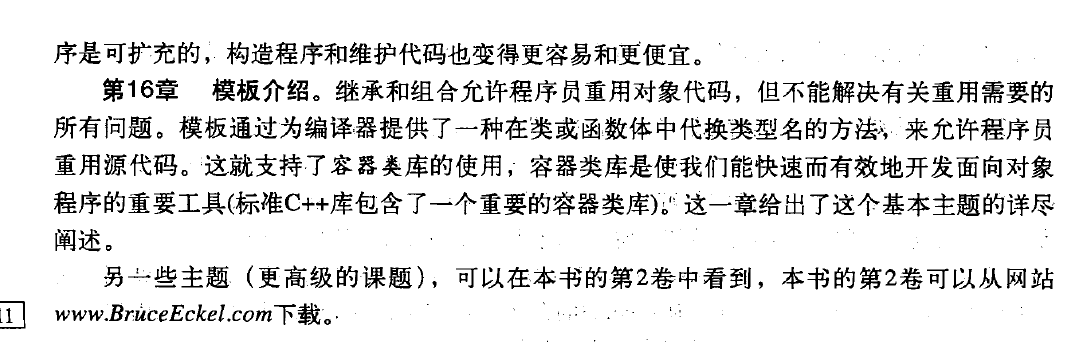 序是可扩充的，构造程序和维护代码也变得更容易和更便宜。
第16章 模板介绍。继承和组合允许程序员重用对象代码，但不能解决有关重用需要的
所有问题。模板通过为编译器提供了一种在类或函数体中代换类型名的方法，来允许程序员
重用源代码。这就支持了容器类库的使用，容器类库是使我们能快速而有效地开发面向对象
程序的重要工具(标准C++库包含了一个重要的容器类库)。这一章给出了这个基本主题的详尽
阐述。
另一些主题（更高级的课题），可以在本书的第2卷中看到，本书的第2卷可以从网站
www.BruceEckel.com下载。